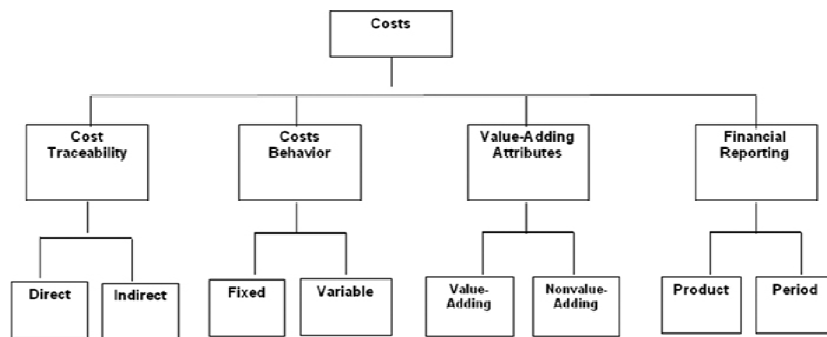 Costs
Cost
Traceability
Costs
Behavior
Value-Adding
Attributes
Financial
Reporting
Direct
Indirect
Fixed
Variable
Value-
Adding
Nonvalue-
Adding
Product
Period